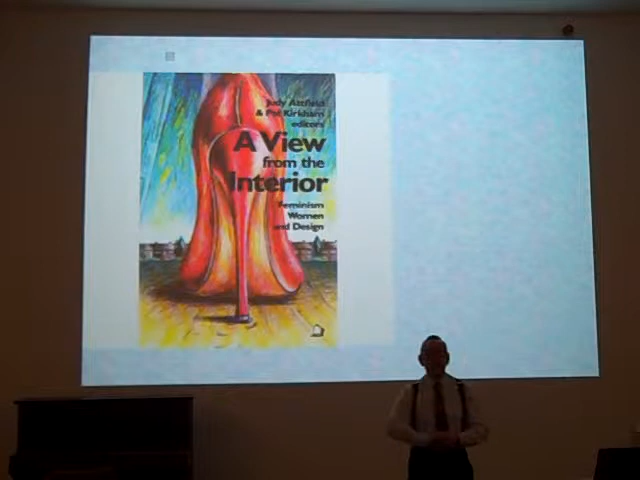 Judy Attfield
& Pat Kirkham
editors
A View
from the
Interior
Feminism
Women
and Design